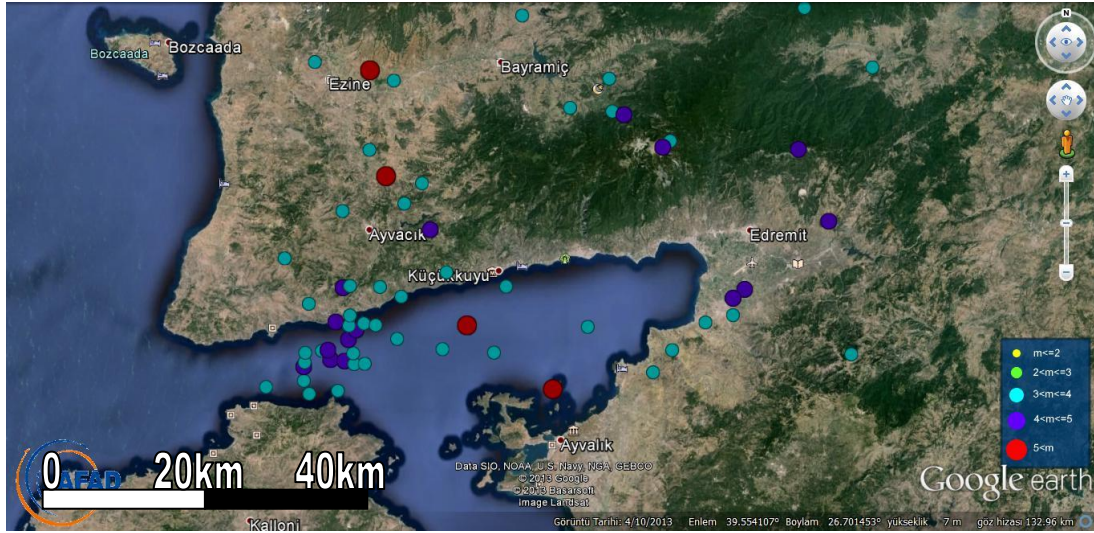 N
Bozcaada
Bozcaada
Bayramiç
Ezine
Ayvacık
Edremit
Küçükkuyu
m<=2
2<m<=3
3<m<=4
4<m<=5
5<m
Ayvalık
Data SIO, NOAA, U.S. Navy, NGA, GEBCO
© 2013 Google
© 2013 Basarsoft
Image Landsat
Google earth
0 20km 40km
AFAD
Kalloni
Görüntü Tarihi: 4/10/2013 Enlem 39.554107° Boylam 26.701453° yükseklik 7 m göz hizası 132.96 km